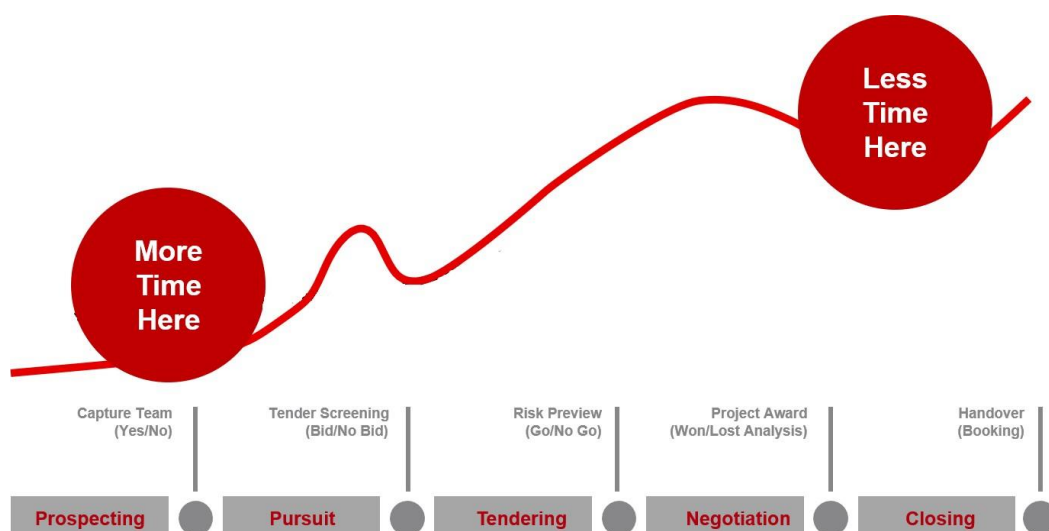 Less
Time
Here
More
Time
Here
Capture Team
(Yes/No)
Tender Screening
(Bid/No Bid)
Risk Preview
(Go/No Go)
Project Award
(Won/Lost Analysis)
Handover
(Booking)
Prospecting
Pursuit
Tendering
Negotiation
Closing